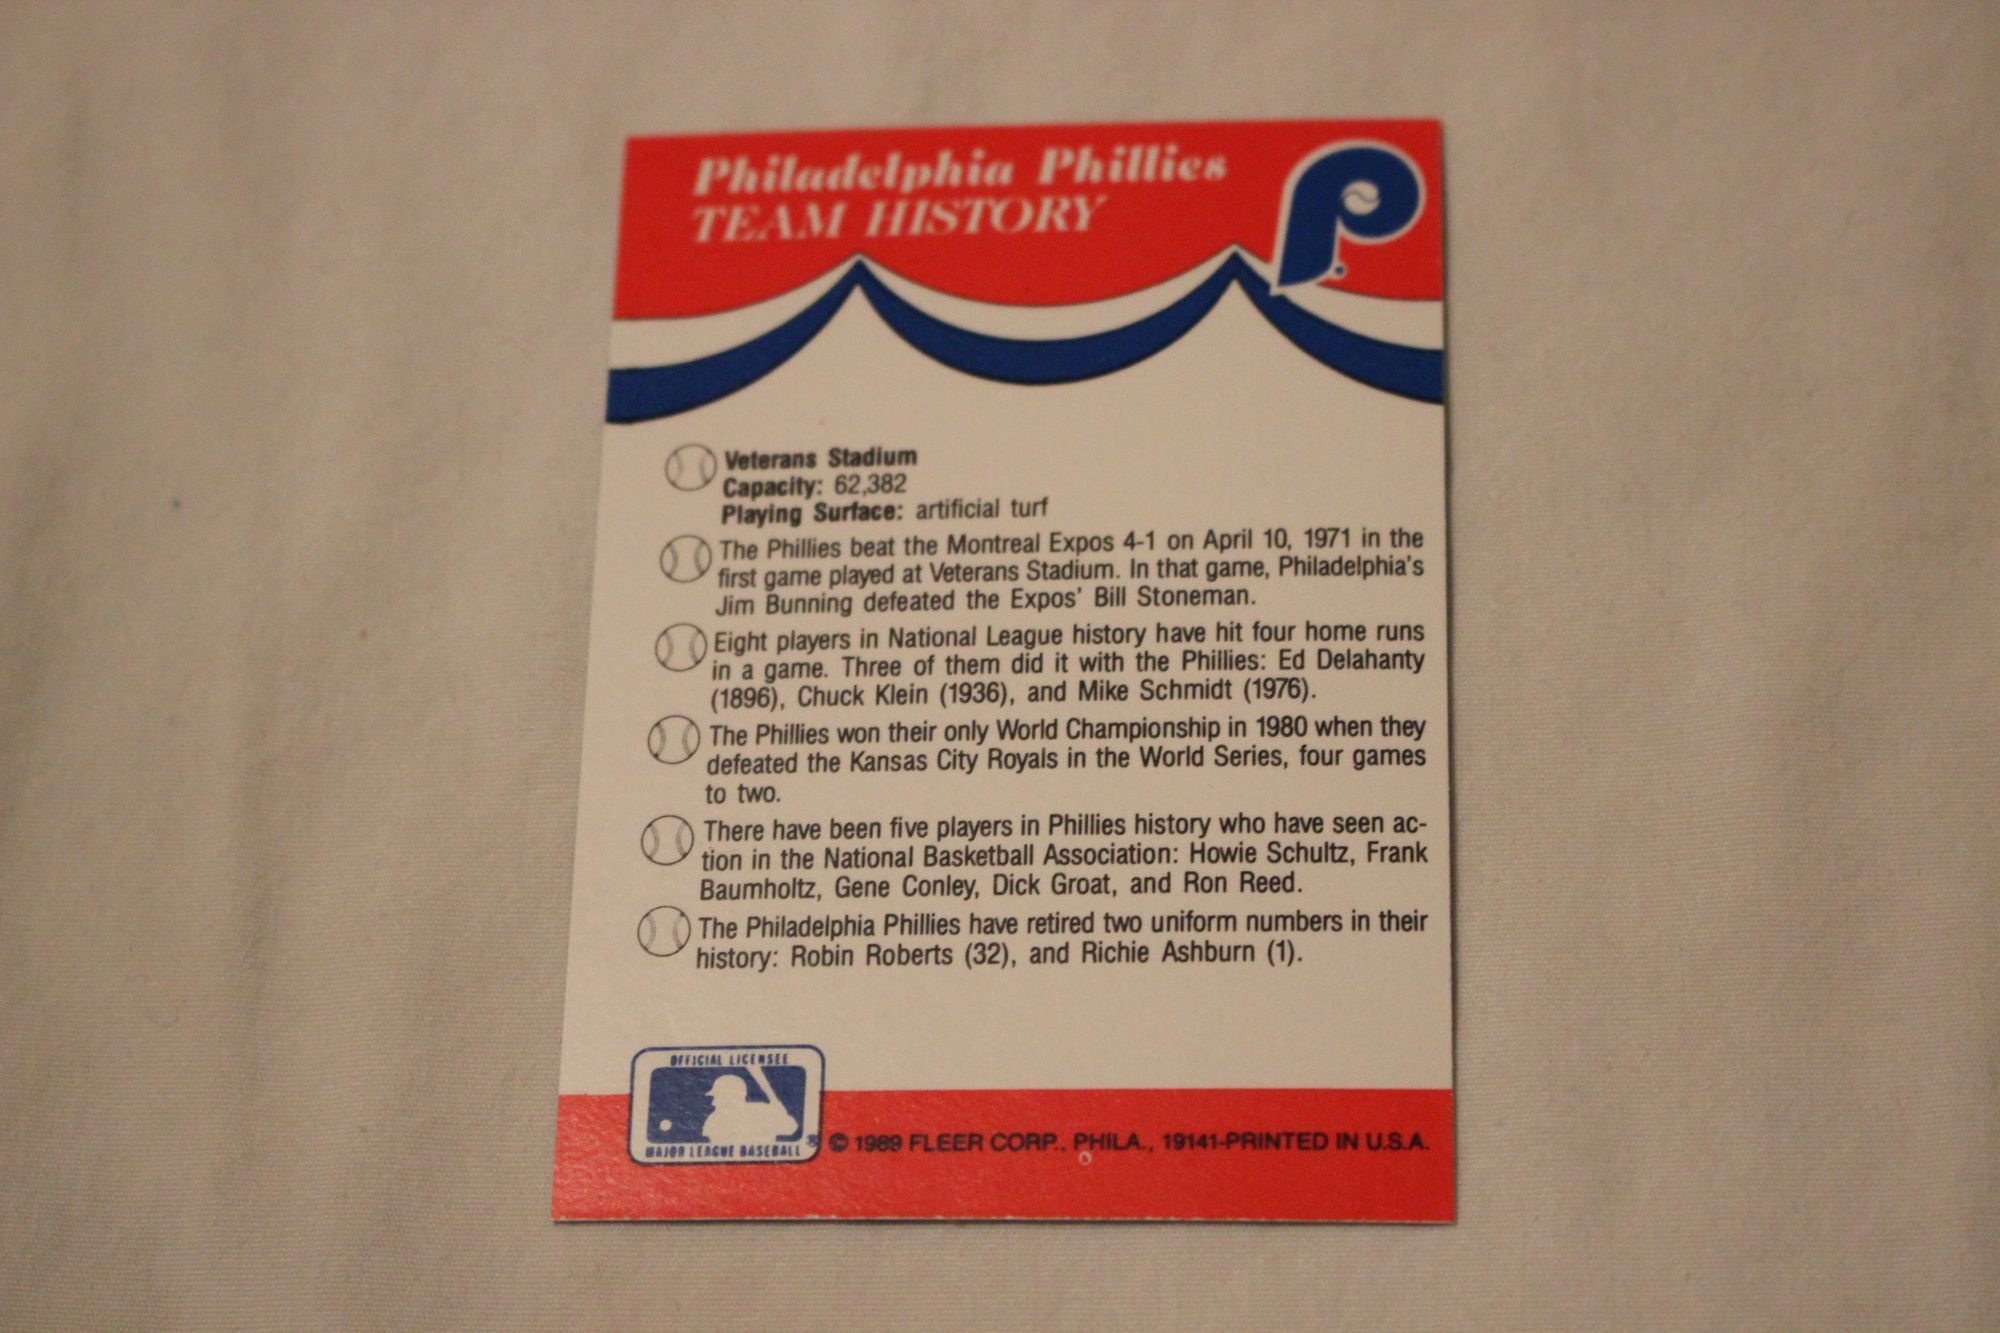 Philadelphia Phillies
TEAM HISTORY
Veterans Stadium
Capacity: 62,382
Playing Surface: artificial turf
The Phillies beat the Montreal Expos 4-1 on April 10, 1971 in the
first game played at Veterans Stadium. In that game, Philadelphia's
Jim Bunning defeated the Expos' Bill Stoneman.
Eight players in National League history have hit four home runs
in a game. Three of them did it with the Phillies: Ed Delahanty
(1896), Chuck Klein (1936), and Mike Schmidt (1976).
The Phillies won their only World Championship in 1980 when they
defeated the Kansas City Royals in the World Series, four games
to two.
There have been five players in Phillies history who have seen ac-
tion in the National Basketball Association: Howie Schultz, Frank
Baumholtz, Gene Conley, Dick Groat, and Ron Reed.
The Philadelphia Phillies have retired two uniform numbers in their
history: Robin Roberts (32), and Richie Ashburn (1).
OFFICIAL LICENSEE
MAJOR LEAGUE BASEBALL ®
© 1989 FLEER CORP., PHILA., 19141-PRINTED IN U.S.A.